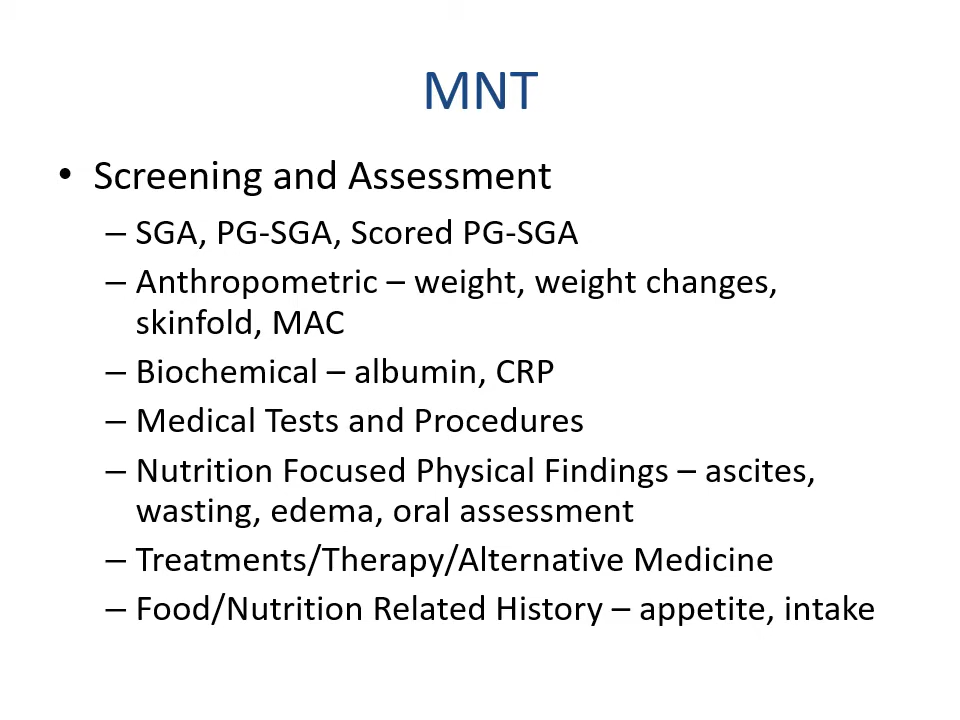 MNT
• Screening and Assessment
– SGA, PG-SGA, Scored PG-SGA
– Anthropometric – weight, weight changes,
skinfold, MAC
– Biochemical – albumin, CRP
– Medical Tests and Procedures
– Nutrition Focused Physical Findings – ascites,
wasting, edema, oral assessment
– Treatments/Therapy/Alternative Medicine
– Food/Nutrition Related History – appetite, intake